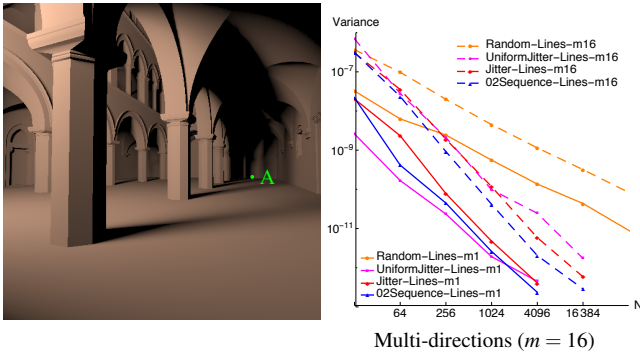 A
Variance
10^-7
10^-9
10^-11
Random-Lines-m16
UniformJitter-Lines-m16
Jitter-Lines-m16
02Sequence-Lines-m16
Random-Lines-m1
UniformJitter-Lines-m1
Jitter-Lines-m1
02Sequence-Lines-m1
64 256 1024 4096 16384 N
Multi-directions (m = 16)